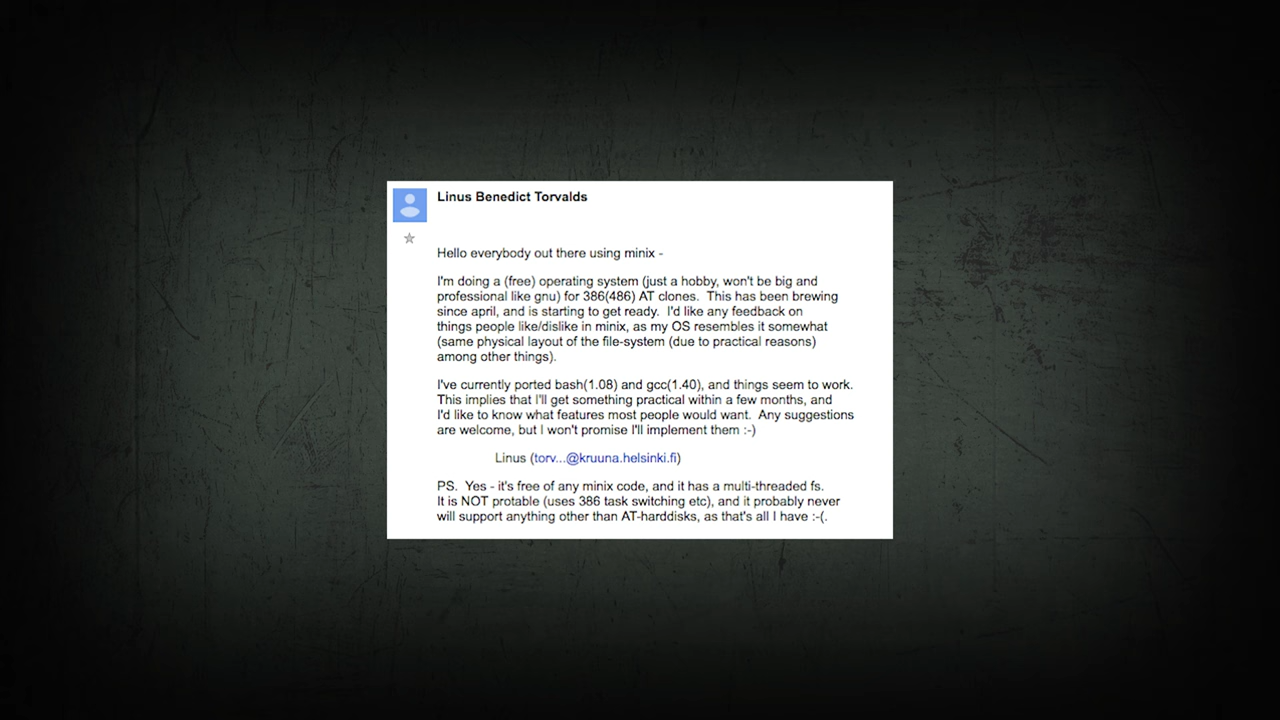 Linus Benedict Torvalds
Hello everybody out there using minix -
I'm doing a (free) operating system (just a hobby, won't be big and
professional like gnu) for 386(486) AT clones.  This has been brewing
since april, and is starting to get ready.  I'd like any feedback on
things people like/dislike in minix, as my OS resembles it somewhat
(same physical layout of the file-system (due to practical reasons)
among other things).
I've currently ported bash(1.08) and gcc(1.40), and things seem to work.
This implies that I'll get something practical within a few months, and
I'd like to know what features most people would want.  Any suggestions
are welcome, but I won't promise I'll implement them :-)
Linus (torv...@kruuna.helsinki.fi)
PS.  Yes - it's free of any minix code, and it has a multi-threaded fs.
It is NOT protable (uses 386 task switching etc), and it probably never
will support anything other than AT-harddisks, as that's all I have :-(.